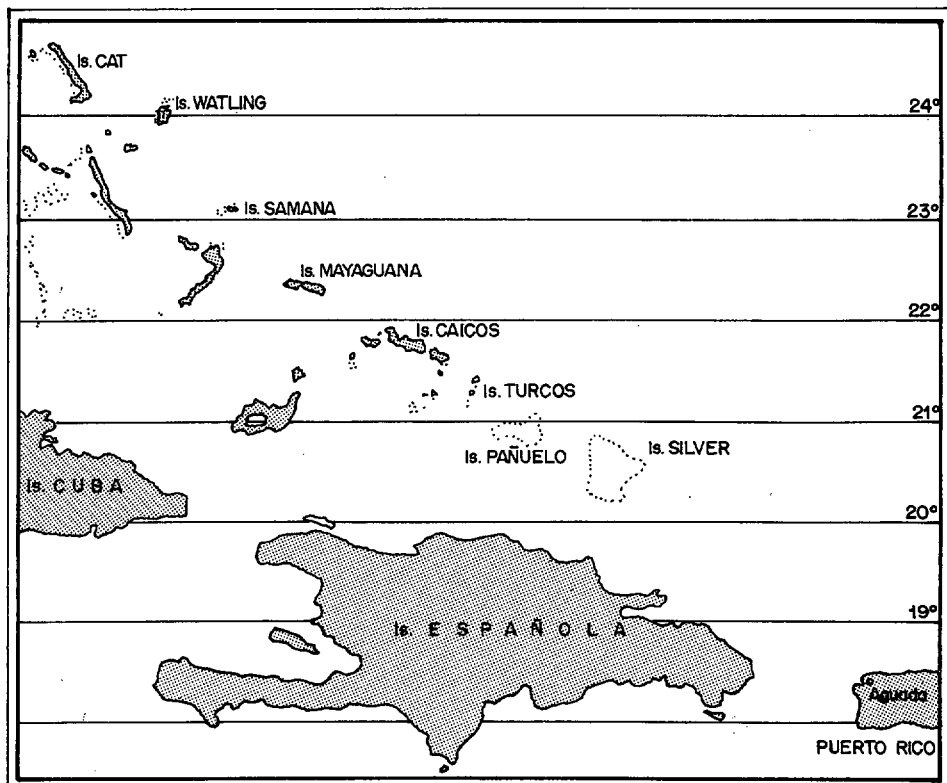 Is. CAT
Is. WATLING
24°
Is. SAMANA
23°
Is. MAYAGUANA
22°
Is. CAICOS
Is. TURCOS
21°
Is. PAÑUELO
Is. SILVER
Is. CUBA
20°
19°
Is. ESPAÑOLA
Aguada
PUERTO RICO